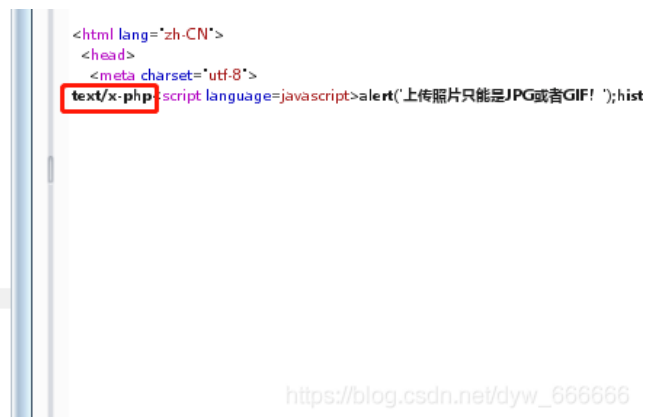 <html lang="zh-CN">
<head>
<meta charset="utf-8">
text/x-php<script language=javascript>alert('上传照片只能是JPG或者GIF! ');hist
https://blog.csdn.net/dyw_666666